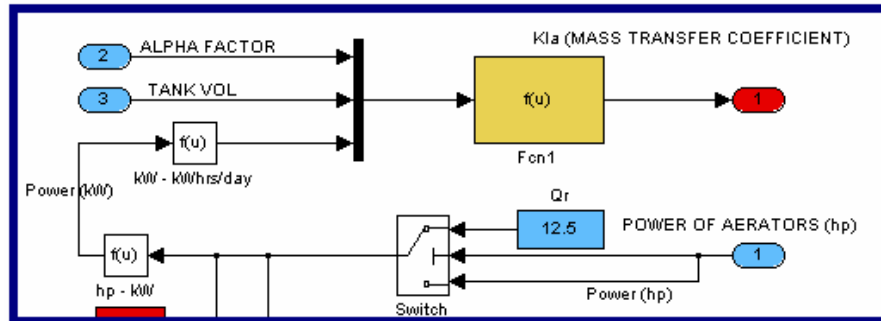 2
ALPHA FACTOR
Kla (MASS TRANSFER COEFFICIENT)
3
TANK VOL
f(u)
1
f(u)
Fcn1
kW - kWhrs/day
Power (kW)
Qr
12.5
POWER OF AERATORS (hp)
1
f(u)
hp - kW
Power (hp)
Switch